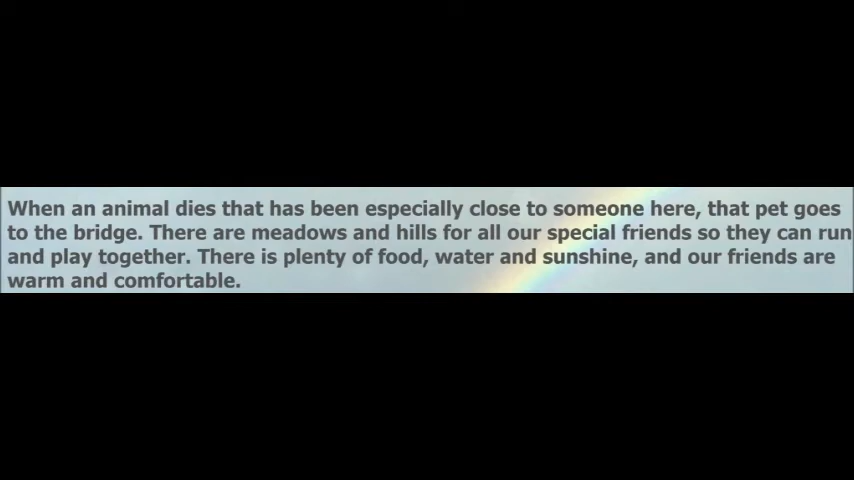 When an animal dies that has been especially close to someone here, that pet goes
to the bridge. There are meadows and hills for all our special friends so they can run
and play together. There is plenty of food, water and sunshine, and our friends are
warm and comfortable.